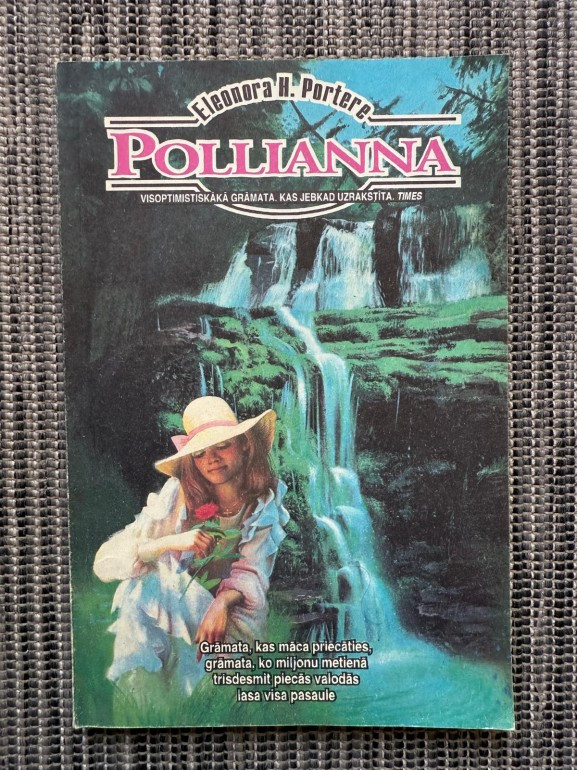 Eleonora H. Portere
POLLIANNA
VISOPTIMISTISKĀKĀ GRĀMATA. KAS JEBKAD UZRAKSTĪTA. TIMES
Grāmata, kas māca priecāties,
grāmata, ko miljonu metienā
trīsdesmit piecās valodās
lasa visa pasaule